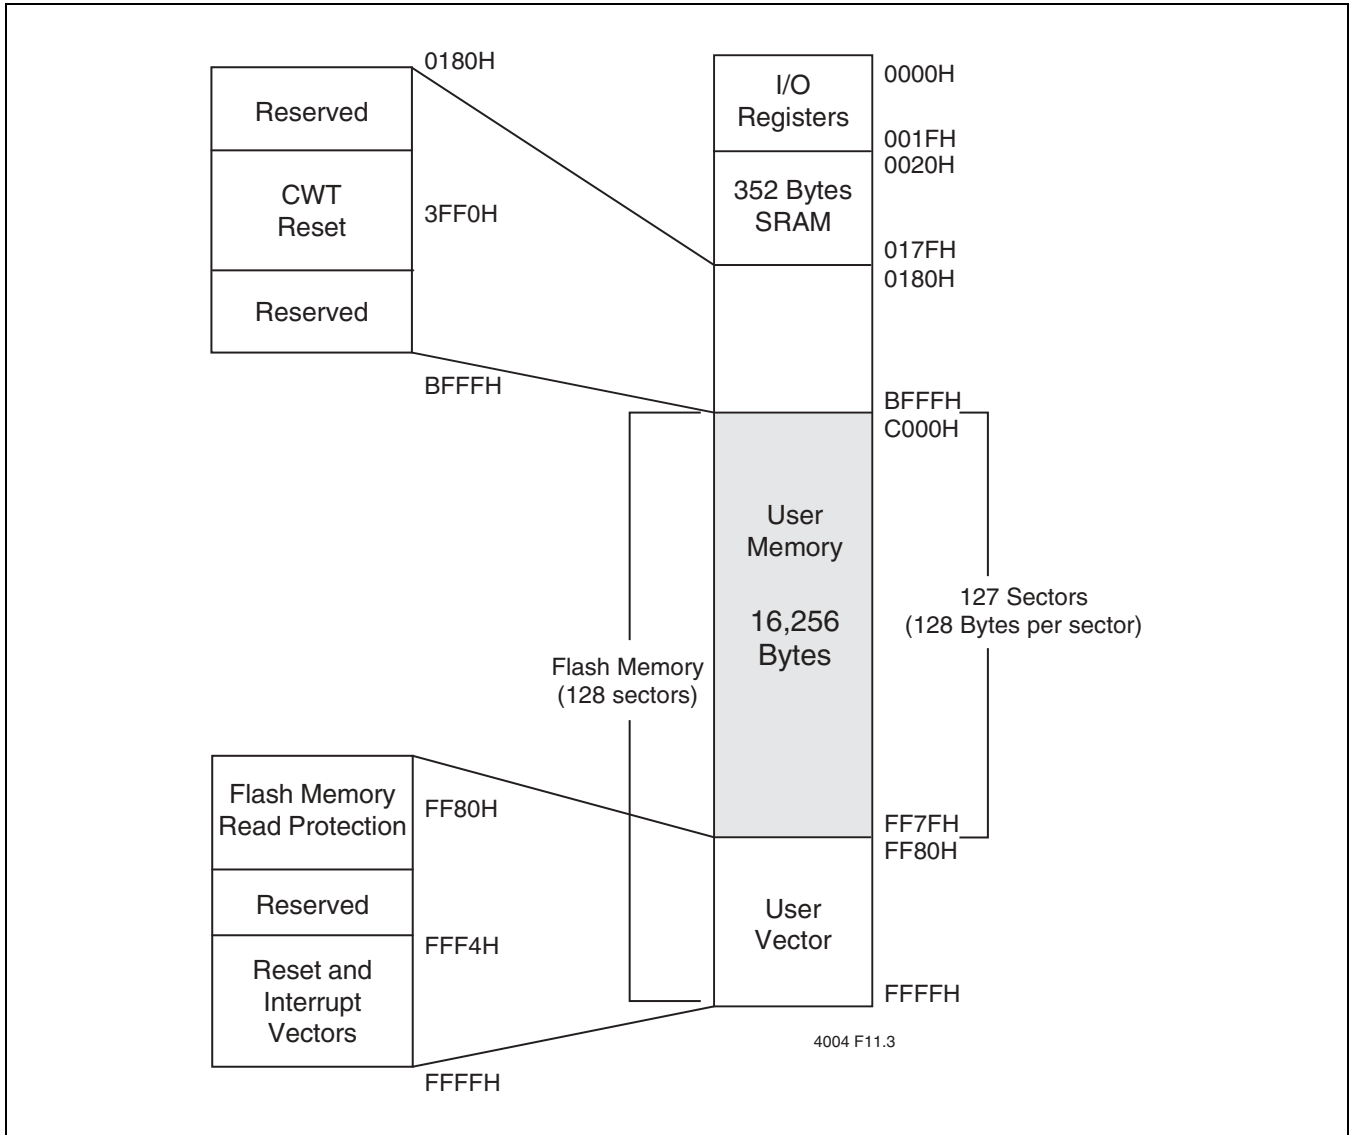 0180H
Reserved
CWT
Reset
3FF0H
Reserved
BFFFH
I/O
Registers
0000H
001FH
0020H
352 Bytes
SRAM
017FH
0180H
BFFFH
C000H
User
Memory
16,256
Bytes
127 Sectors
(128 Bytes per sector)
Flash Memory
(128 sectors)
FF7FH
FF80H
User
Vector
FFFFH
Flash Memory
Read Protection
FF80H
Reserved
FFF4H
Reset and
Interrupt
Vectors
FFFFH
4004 F11.3